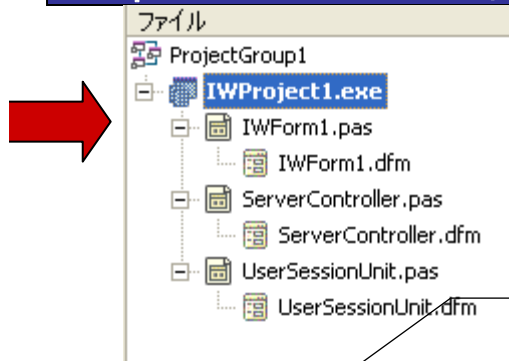 ファイル
ProjectGroup1
IWProject1.exe
IWForm1.pas
IWForm1.dfm
ServerController.pas
ServerController.dfm
UserSessionUnit.pas
UserSessionUnit.dfm